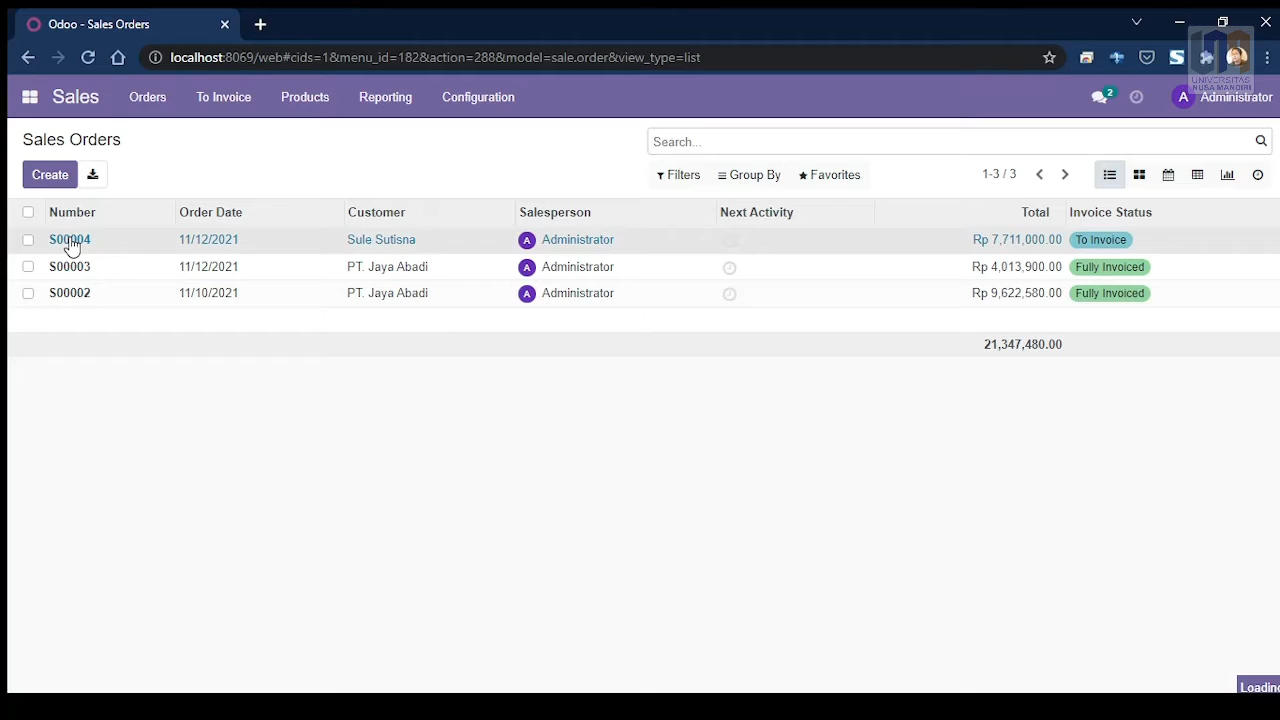 Odoo - Sales Orders
localhost:8069/web#cids=1&menu_id=182&action=288&model=sale.order&view_type=list
UNIVERSITAS
NUSA MANDIRI
Sales Orders To Invoice Products Reporting Configuration 2 A Administrator
Sales Orders
Search...
Create
Filters Group By Favorites 1-3 / 3
Number Order Date Customer Salesperson Next Activity Total Invoice Status
S00004 11/12/2021 Sule Sutisna A Administrator Rp 7,711,000.00 To Invoice
S00003 11/12/2021 PT. Jaya Abadi A Administrator Rp 4,013,900.00 Fully Invoiced
S00002 11/10/2021 PT. Jaya Abadi A Administrator Rp 9,622,580.00 Fully Invoiced
21,347,480.00
Loading